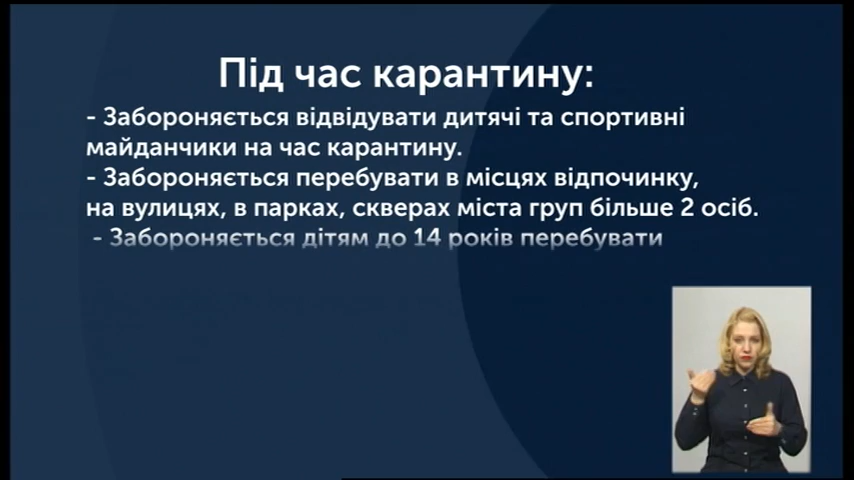 Під час карантину:
- Забороняється відвідувати дитячі та спортивні
майданчики на час карантину.
- Забороняється перебувати в місцях відпочинку,
на вулицях, в парках, скверах міста груп більше 2 осіб.
- Забороняється дітям до 14 років перебувати